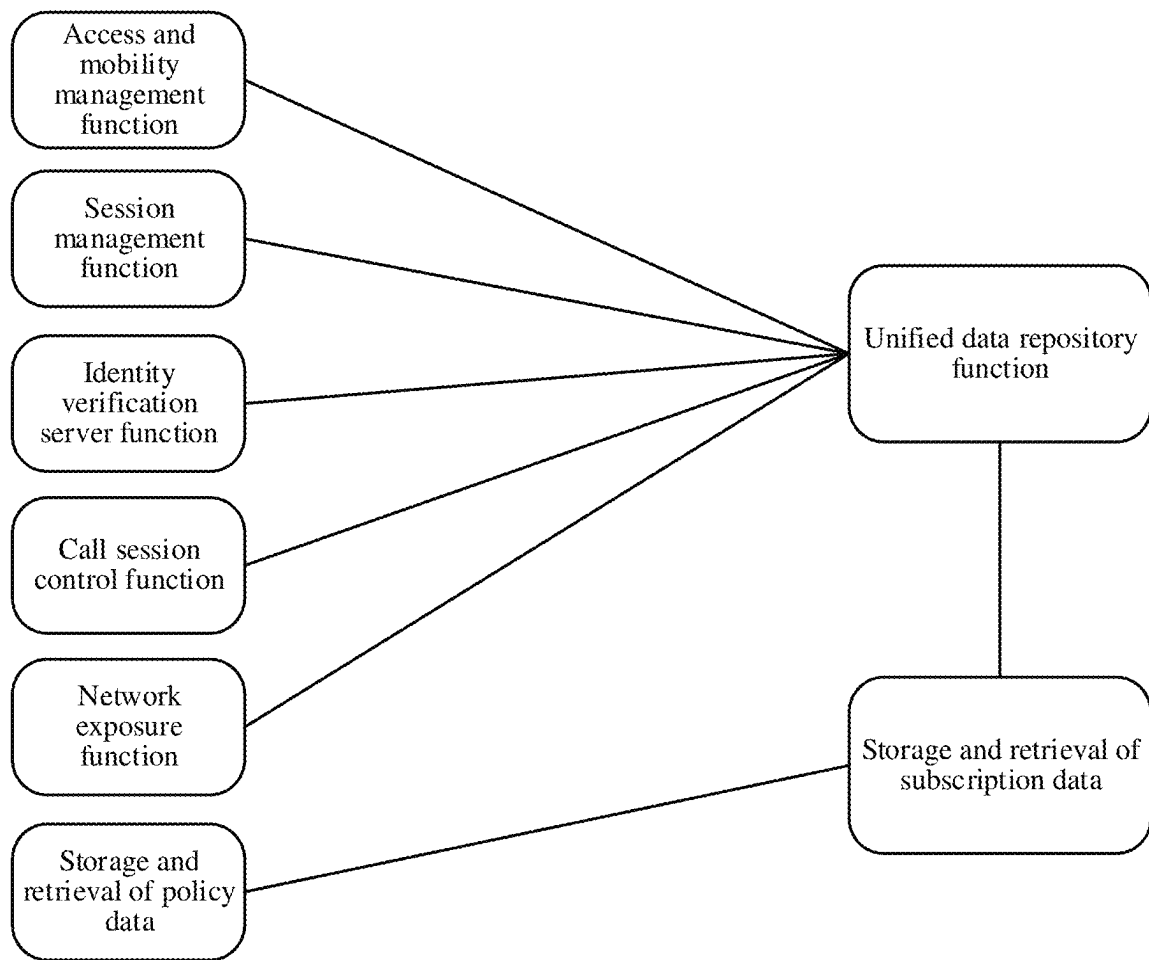 Access and
mobility
management
function
Session
management
function
Identity
verification
server function
Call session
control function
Network
exposure
function
Storage and
retrieval of policy
data
Unified data repository
function
Storage and retrieval of
subscription data